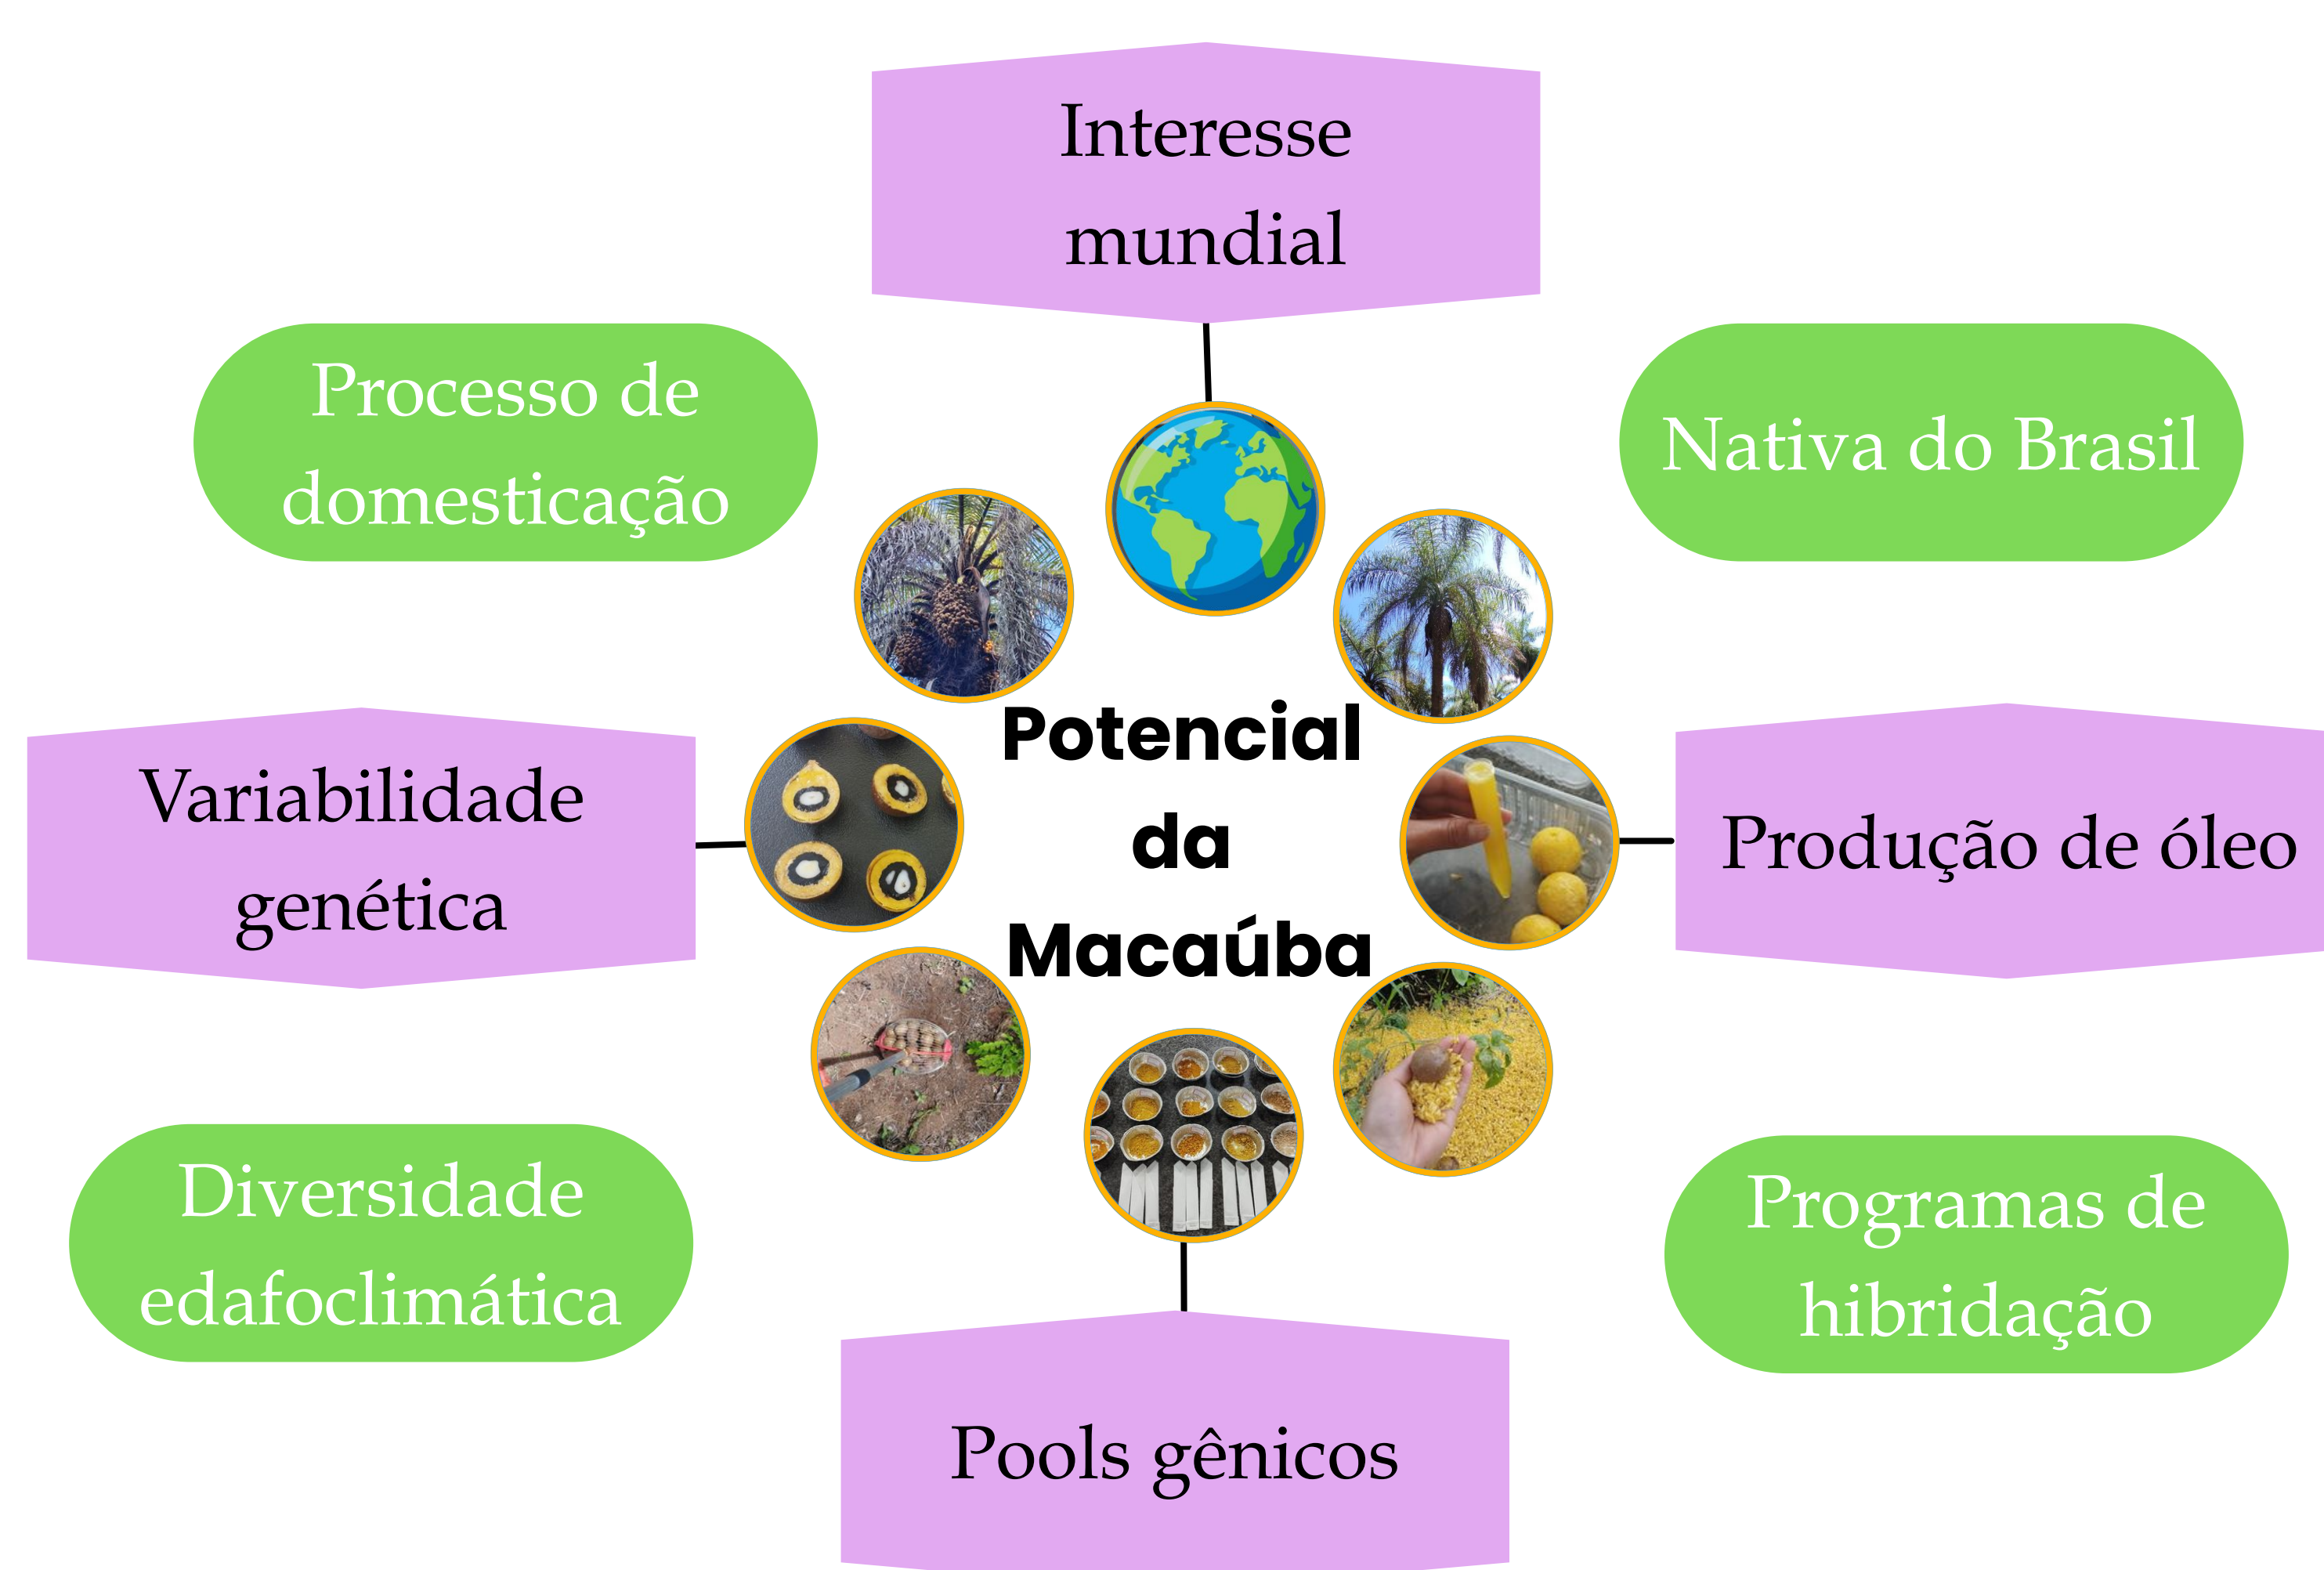 Interesse
mundial
Processo de
domesticação
Nativa do Brasil
Potencial
da
Macaúba
Variabilidade
genética
Produção de óleo
Diversidade
edafoclimática
Programas de
hibridação
Pools gênicos